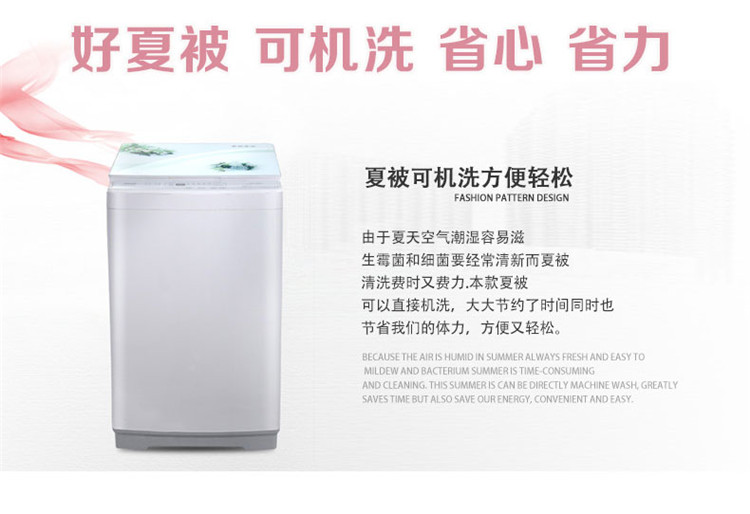 好夏被 可机洗 省心 省力
夏被可机洗方便轻松
FASHION PATTERN DESIGN
由于夏天空气潮湿容易滋
生霉菌和细菌要经常清新而夏被
清洗费时又费力.本款夏被
可以直接机洗，大大节约了时间同时也
节省我们的体力，方便又轻松。
BECAUSE THE AIR IS HUMID IN SUMMER ALWAYS FRESH AND EASY TO
MILDEW AND BACTERIUM SUMMER IS TIME-CONSUMING
AND CLEANING. THIS SUMMER IS CAN BE DIRECTLY MACHINE WASH, GREATLY
SAVES TIME BUT ALSO SAVE OUR ENERGY, CONVENIENT AND EASY.